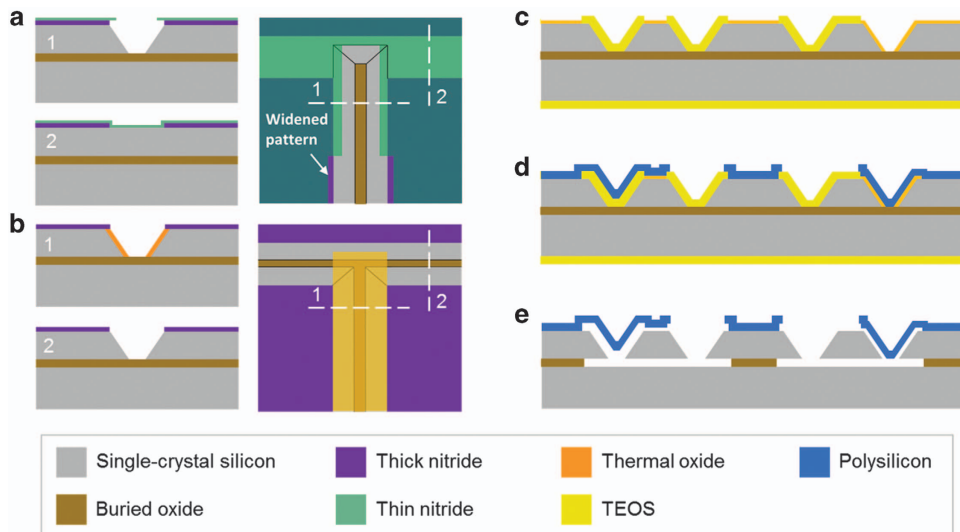 a
1
2
Widened
pattern
1
2
b
1
2
1
2
c
d
e
Single-crystal silicon
Thick nitride
Thermal oxide
Polysilicon
Buried oxide
Thin nitride
TEOS